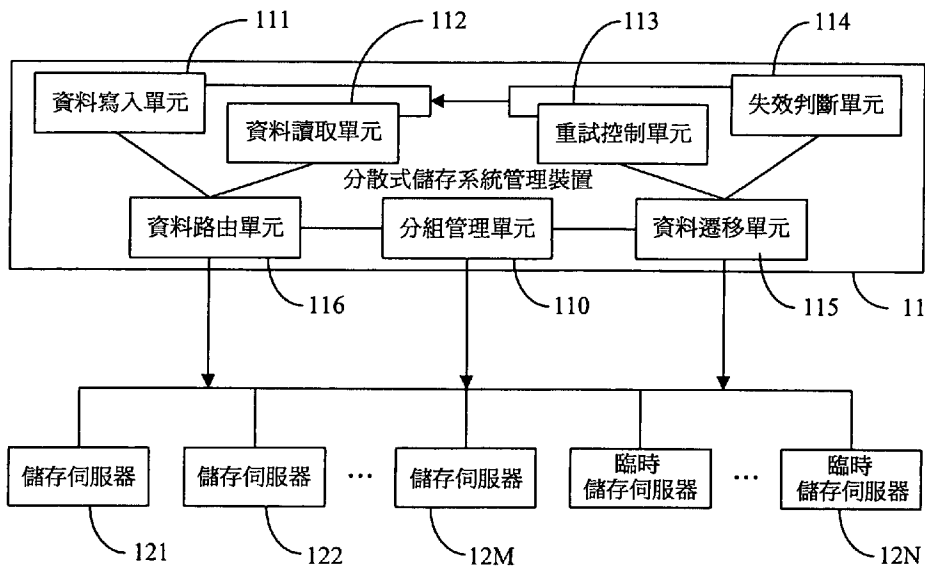 111
112
113
114
資料寫入單元
資料讀取單元
重試控制單元
失效判斷單元
分散式儲存系統管理裝置
資料路由單元
分組管理單元
資料遷移單元
116
110
115
11
儲存伺服器
儲存伺服器
…
儲存伺服器
臨時
儲存伺服器
…
臨時
儲存伺服器
121
122
12M
12N